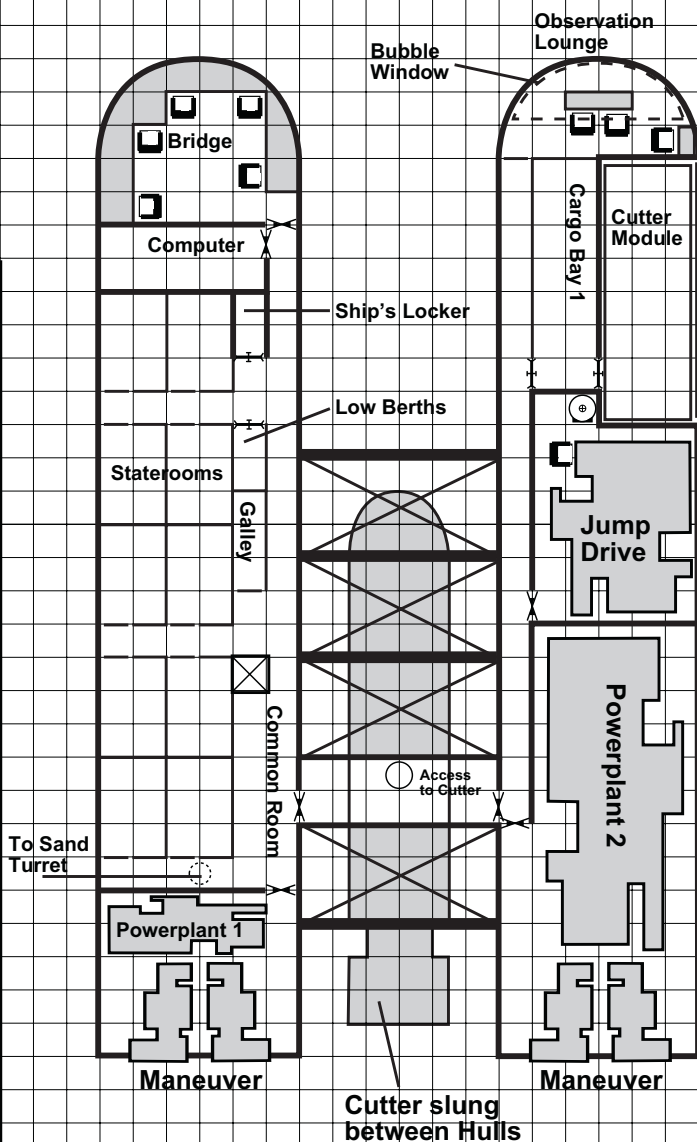 Observation
Lounge
Bubble
Window
Bridge
Computer
Cargo Bay 1
Cutter
Module
Ship's Locker
Low Berths
Staterooms
Galley
Jump
Drive
Common Room
Powerplant 2
Access
to Cutter
To Sand
Turret
Powerplant 1
Maneuver
Maneuver
Cutter slung
between Hulls